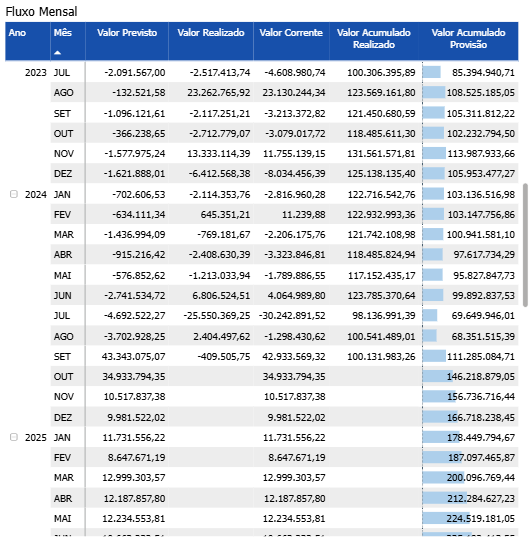 Fluxo Mensal
Ano Mês Valor Previsto Valor Realizado Valor Corrente Valor Acumulado Realizado Valor Acumulado Provisão
2023 JUL -2.091.567,00 -2.517.413,74 -4.608.980,74 100.306.395,89 85.394.940,71
AGO -132.521,58 23.262.765,92 23.130.244,34 123.569.161,80 108.525.185,05
SET -1.096.121,61 -2.117.251,21 -3.213.372,82 121.450.680,59 105.311.812,22
OUT -366.238,65 -2.712.779,07 -3.079.017,72 118.485.611,30 102.232.794,50
NOV -1.577.975,24 13.333.114,39 11.755.139,15 131.561.571,81 113.987.933,66
DEZ -1.621.888,01 -6.412.568,38 -8.034.456,39 125.138.135,40 105.953.477,27
2024 JAN -702.606,53 -2.114.353,76 -2.816.960,28 122.716.542,76 103.136.516,98
FEV -634.111,34 645.351,21 11.239,88 122.932.993,36 103.147.756,86
MAR -1.436.994,09 -769.181,67 -2.206.175,76 121.742.108,98 100.941.581,10
ABR -915.216,42 -2.408.630,39 -3.323.846,81 118.485.824,94 97.617.734,29
MAI -576.852,62 -1.213.033,94 -1.789.886,55 117.152.435,17 95.827.847,73
JUN -2.741.534,72 6.806.524,51 4.064.989,80 123.785.370,64 99.892.837,53
JUL -4.692.522,27 -25.550.369,25 -30.242.891,52 98.136.991,39 69.649.946,01
AGO -3.702.928,25 2.404.497,62 -1.298.430,62 100.541.489,01 68.351.515,39
SET 43.343.075,07 -409.505,75 42.933.569,32 100.131.983,26 111.285.084,71
OUT 34.933.794,35 34.933.794,35 146.218.879,05
NOV 10.517.837,38 10.517.837,38 156.736.716,44
DEZ 9.981.522,02 9.981.522,02 166.718.238,45
2025 JAN 11.731.556,22 11.731.556,22 178.449.794,67
FEV 8.647.671,19 8.647.671,19 187.097.465,87
MAR 12.999.303,57 12.999.303,57 200.096.769,44
ABR 12.187.857,80 12.187.857,80 212.284.627,23
MAI 12.234.553,81 12.234.553,81 224.519.181,05